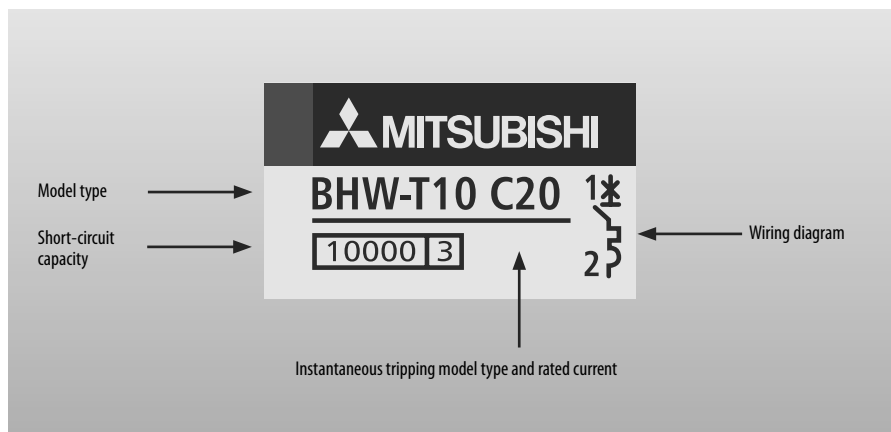 MITSUBISHI
Model type
BHW-T10 C20
1
Short-circuit
capacity
10000 3
2
Wiring diagram
Instantaneous tripping model type and rated current